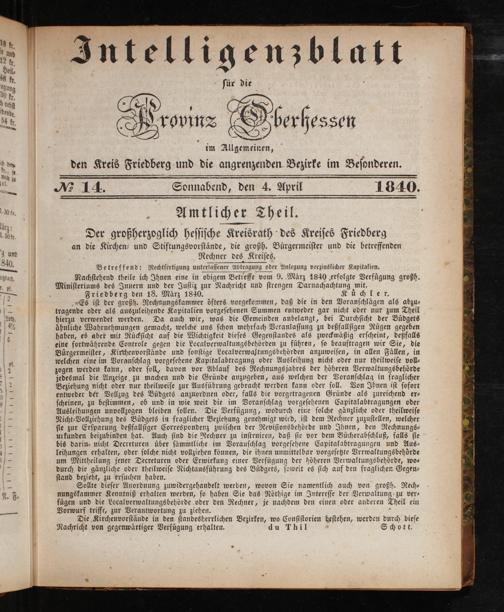 Intelligenzblatt
für die
Provinz Oberhessen
im Allgemeinen,
den Kreis Friedberg und die angrenzenden Bezirke im Besonderen.
№ 14. Sonnabend, den 4. April 1840.
Amtlicher Theil.
Der großherzoglich hessische Kreisrath des Kreises Friedberg
an die Kirchen- und Stiftungsvorstände, die großh. Bürgermeister und die betreffenden
Rechner des Kreises.
Betreffend: Rechtfertigung unterlassener Abtragung oder Anlegung verzinslicher Kapitalien.
Nachstehend theile ich Ihnen eine in obigem Betreffe vom 9. März 1840 erfolgte Verfügung großh.
Ministeriums des Innern und der Justiz zur Nachricht und strengen Darnachachtung mit.
Friedberg den 18. März 1840. Küchler.
„Es ist der großh. Rechnungskammer öfters vorgekommen, daß die in den Voranschlägen als abzu-
tragende oder als auszuleihende Kapitalien vorgesehenen Summen entweder gar nicht oder nur zum Theil
hierzu verwendet werden. Da auch wir, was die Gemeinden anbelangt, bei Durchsicht der Büdgets
ähnliche Wahrnehmungen gemacht, welche uns schon mehrfach Veranlassung zu deßfallsigen Rügen gegeben
haben, es aber mit Rücksicht auf die Wichtigkeit dieses Gegenstandes als zweckmäßig erscheint, deßfalls
eine fortwährende Controle gegen die Localverwaltungsbehörden zu führen, so beauftragen wir Sie, die
Bürgermeister, Kirchenvorstände und sonstige Localverwaltungsbehörden anzuweisen, in allen Fällen, in
welchen eine im Voranschlag vorgesehene Kapitalabtragung oder Ausleihung nicht oder nur theilweise voll-
zogen werden kann, oder soll, davon vor Ablauf des Rechnungsjahres der höheren Verwaltungsbehörde
jedesmal die Anzeige zu machen und die Gründe anzugeben, aus welchen der Voranschlag in fraglicher
Beziehung nicht oder nur theilweise zur Ausführung gebracht werden kann oder soll. Von Ihnen ist sofort
entweder der Vollzug des Büdgets anzuordnen oder, falls die vorgetragenen Gründe als zureichend er-
scheinen, zu bestimmen, ob und in wie weit die im Voranschlag vorgesehenen Capitalabtragungen oder
Ausleihungen unvollzogen bleiben sollen. Die Verfügung, wodurch eine solche gänzliche oder theilweise
Nicht-Vollziehung des Büdgets in fraglicher Beziehung genehmigt wird, ist dem Rechner zuzustellen, welcher
sie zur Ersparung deßfallsiger Correspondenz zwischen der Revisionsbehörde und Ihnen, den Rechnungs-
urkunden beizubinden hat. Auch sind die Rechner zu instruiren, daß sie vor dem Bücherabschluß, falls sie
bis dahin nicht Decreturen über sämmtliche im Voranschlag vorgesehene Capitalabtragungen und Aus-
leihungen erhalten, oder solche nicht vollziehen können, die ihnen unmittelbar vorgesetzte Verwaltungsbehörde
um Mittheilung jener Decreturen oder Erwirkung einer Verfügung der höheren Verwaltungsbehörde, wo-
durch die gänzliche oder theilweise Nichtausführung des Büdgets, soweit es sich auf den fraglichen Gegen-
stand bezieht, zu ersuchen haben.
Sollte dieser Anordnung zuwidergehandelt werden, wovon Sie namentlich auch von großh. Rech-
nungskammer Kenntniß erhalten werden, so haben Sie das Nöthige im Interesse der Verwaltung zu ver-
fügen und die Localverwaltungsbehörde oder den Rechner, je nachdem den einen oder anderen Theil ein
Vorwurf trifft, zur Verantwortung zu ziehen.
Die Kirchenvorstände in den standesherrlichen Bezirken, wo Consistorien bestehen, werden durch diese
Nachricht von gegenwärtiger Verfügung erhalten. du Thil Schott.